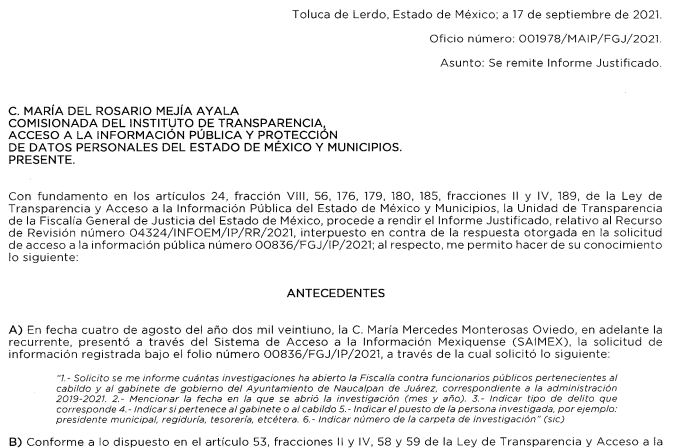 Toluca de Lerdo, Estado de México; a 17 de septiembre de 2021.
Oficio número: 001978/MAIP/FGJ/2021.
Asunto: Se remite Informe Justificado.
C. MARÍA DEL ROSARIO MEJÍA AYALA
COMISIONADA DEL INSTITUTO DE TRANSPARENCIA,
ACCESO A LA INFORMACIÓN PÚBLICA Y PROTECCIÓN
DE DATOS PERSONALES DEL ESTADO DE MÉXICO Y MUNICIPIOS.
PRESENTE.
Con fundamento en los artículos 24, fracción VIII, 56, 176, 179, 180, 185, fracciones II y IV, 189, de la Ley de
Transparencia y Acceso a la Información Pública del Estado de México y Municipios, la Unidad de Transparencia
de la Fiscalía General de Justicia del Estado de México, procede a rendir el Informe Justificado, relativo al Recurso
de Revisión número 04324/INFOEM/IP/RR/2021, interpuesto en contra de la respuesta otorgada en la solicitud
de acceso a la información pública número 00836/FGJ/IP/2021; al respecto, me permito hacer de su conocimiento
lo siguiente:
ANTECEDENTES
A) En fecha cuatro de agosto del año dos mil veintiuno, la C. María Mercedes Monterosas Oviedo, en adelante la
recurrente, presentó a través del Sistema de Acceso a la Información Mexiquense (SAIMEX), la solicitud de
información registrada bajo el folio número 00836/FGJ/IP/2021, a través de la cual solicitó lo siguiente:
"1.- Solicito se me informe cuántas investigaciones ha abierto la Fiscalía contra funcionarios públicos pertenecientes al
cabildo y al gabinete de gobierno del Ayuntamiento de Naucalpan de Juárez, correspondiente a la administración
2019-2021. 2.- Mencionar la fecha en que se abrió la investigación (mes y año). 3.- Indicar tipo de delito que
corresponde 4.- Indicar si pertenece al gabinete o al cabildo 5.- Indicar el puesto de la persona investigada, por ejemplo:
presidente municipal, regiduría, tesorería, etcétera. 6.- Indicar número de la carpeta de investigación" (sic)
B) Conforme a lo dispuesto en el artículo 53, fracciones II y IV, 58 y 59 de la Ley de Transparencia y Acceso a la